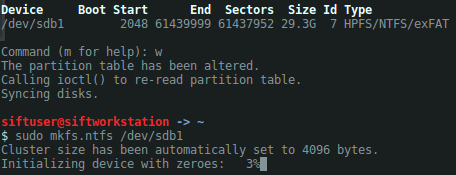 Device     Boot Start      End  Sectors  Size Id Type
/dev/sdb1        2048 61439999 61437952 29.3G  7 HPFS/NTFS/exFAT
Command (m for help): w
The partition table has been altered.
Calling ioctl() to re-read partition table.
Syncing disks.
siftuser@siftworkstation -> ~
$ sudo mkfs.ntfs /dev/sdb1
Cluster size has been automatically set to 4096 bytes.
Initializing device with zeroes:   3%